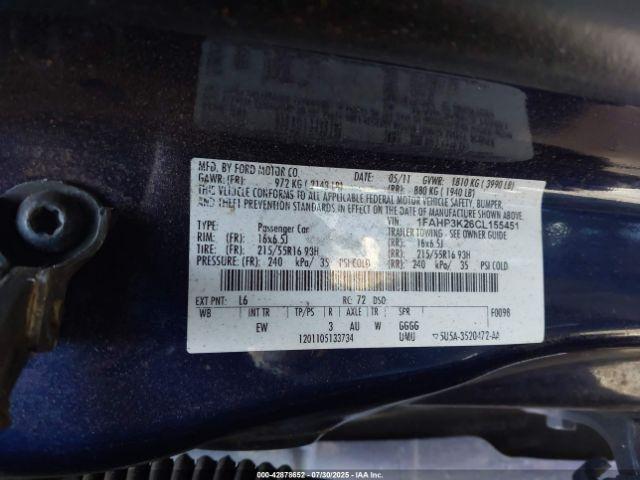 MFD. BY FORD MOTOR CO.
DATE: 05/11 GVWR: 1810 KG ( 3990 LB)
GAWR: (FR): 972 KG ( 2143 LB) (RR): 880 KG ( 1940 LB)
THIS VEHICLE CONFORMS TO ALL APPLICABLE FEDERAL MOTOR VEHICLE SAFETY, BUMPER,
AND THEFT PREVENTION STANDARDS IN EFFECT ON THE DATE OF MANUFACTURE SHOWN ABOVE.
VIN: 1FAHP3K26CL155451
TYPE: Passenger Car TRAILER TOWING - SEE OWNER GUIDE
RIM: (FR): 16x6.5J (RR): 16x6.5J
TIRE: (FR): 215/55R16 93H (RR): 215/55R16 93H
PRESSURE: (FR): 240 kPa/ 35 PSI COLD (RR): 240 kPa/ 35 PSI COLD
EXT PNT: L6 RC: 72 DSO:
WB INT TR TP/PS R AXLE TR SPR F0098
EW 3 AU W GGGG
1201105133734 UMU 5U5A-3520472-AA
000-42878652 / 07/30/2025 / IAA Holdings, LLC.